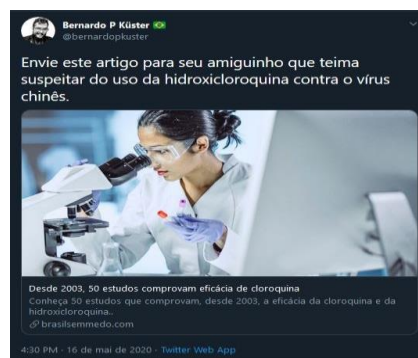 Bernardo P Küster 🇧🇷
@bernardopkuster
Envie este artigo para seu amiguinho que teima
suspeitar do uso da hidroxicloroquina contra o vírus
chinês.
Desde 2003, 50 estudos comprovam eficácia de cloroquina
Conheça 50 estudos que comprovam, desde 2003, a eficácia da cloroquina e da
hidroxicloroquina..
brasilsemmedo.com
4:30 PM · 16 de mai de 2020 · Twitter Web App